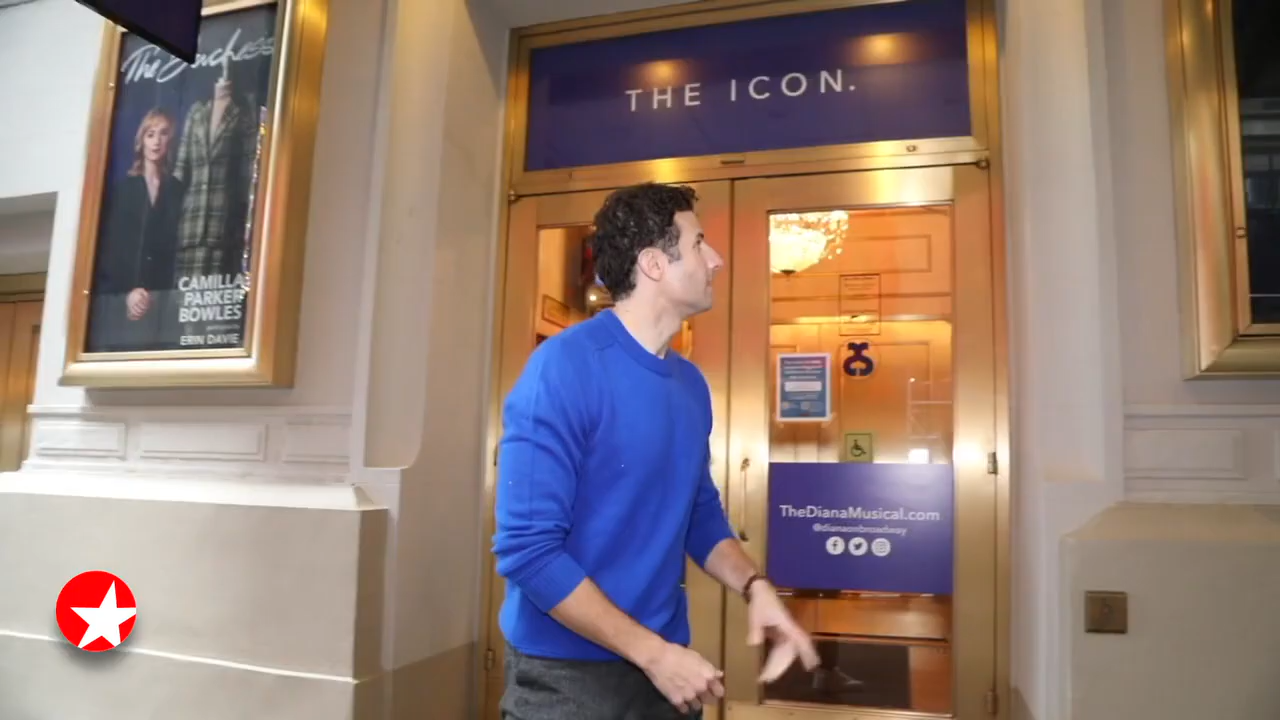 The Duchess
CAMILLA
PARKER
BOWLES
ERIN DAVIE
THE ICON.
TheDianaMusical.com
@dianaonbroadway